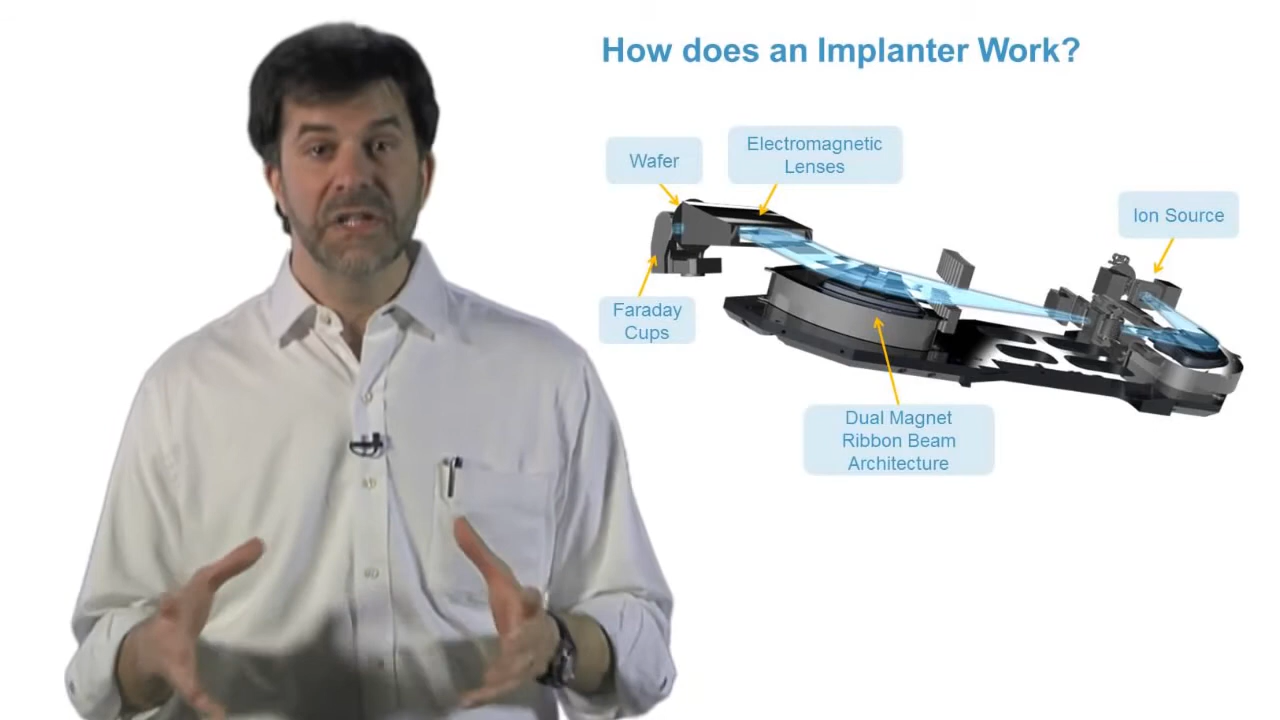 How does an Implanter Work?
Electromagnetic
Lenses
Wafer
Ion Source
Faraday
Cups
Dual Magnet
Ribbon Beam
Architecture